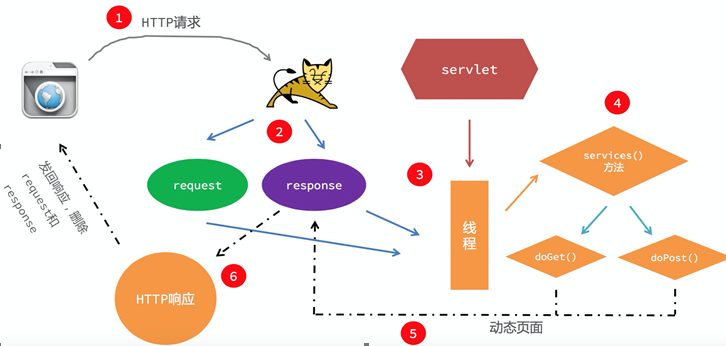 1
HTTP请求
servlet
4
2
services()
方法
request
response
3
线程
发回响应，删除
request和
response
doGet()
doPost()
6
HTTP响应
5
动态页面